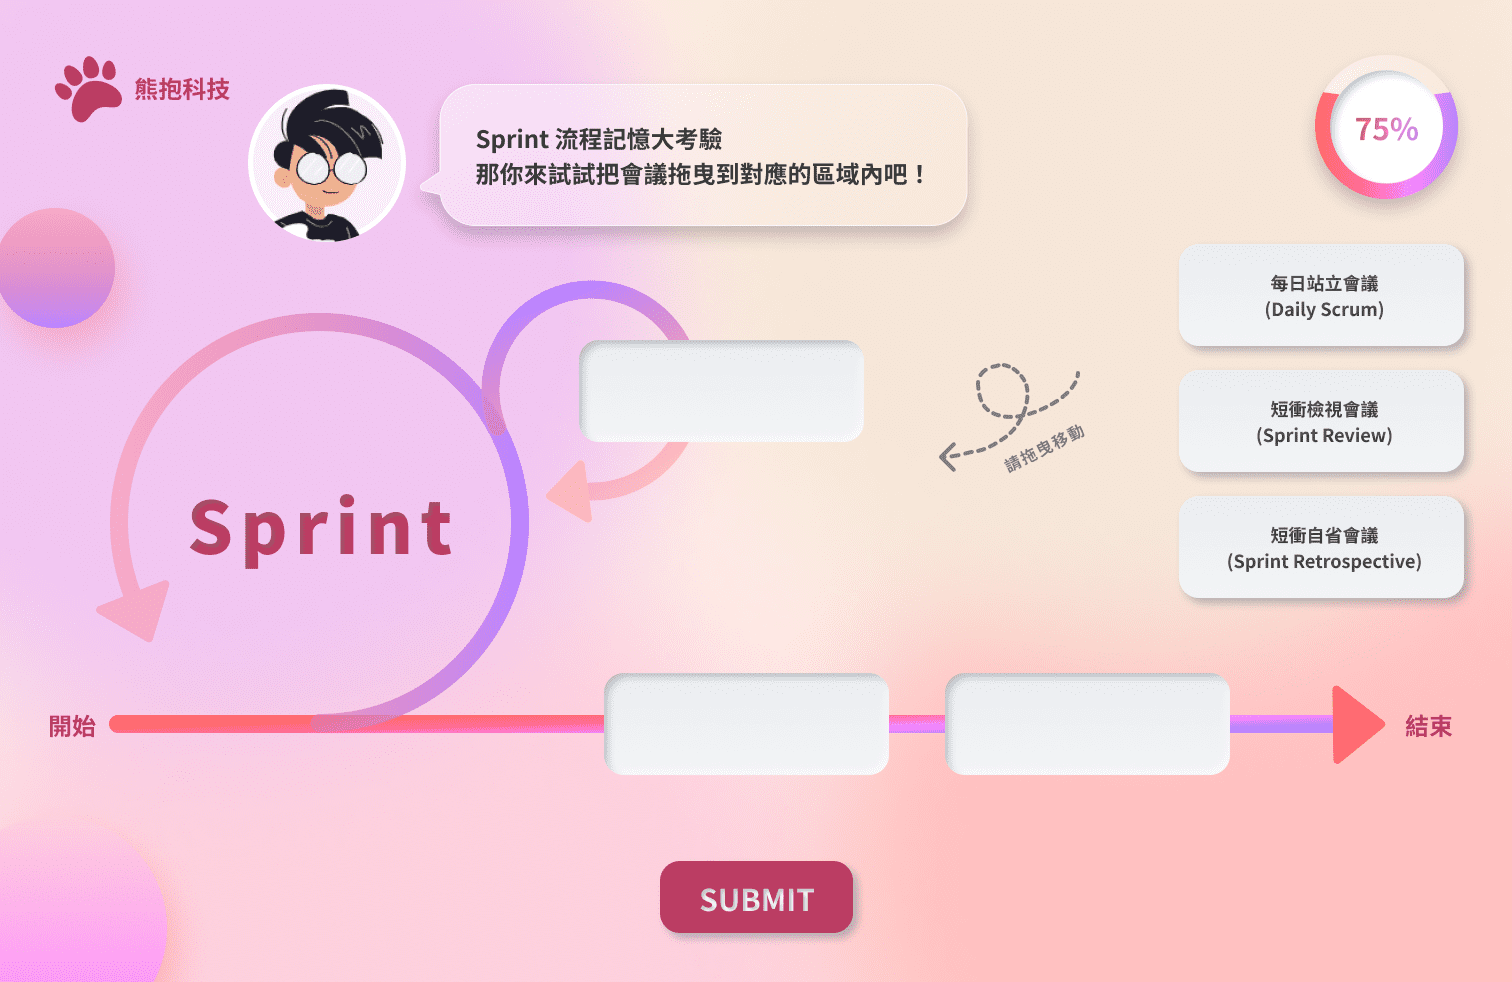 熊抱科技
Sprint 流程記憶大考驗
那你來試試把會議拖曳到對應的區域內吧！
75%
每日站立會議
(Daily Scrum)
短衝檢視會議
(Sprint Review)
請拖曳移動
短衝自省會議
(Sprint Retrospective)
Sprint
開始
結束
SUBMIT